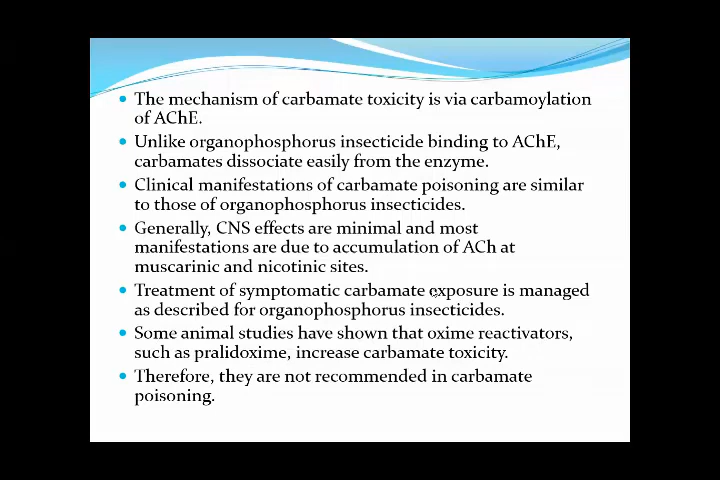 The mechanism of carbamate toxicity is via carbamoylation
of AChE.
Unlike organophosphorus insecticide binding to AChE,
carbamates dissociate easily from the enzyme.
Clinical manifestations of carbamate poisoning are similar
to those of organophosphorus insecticides.
Generally, CNS effects are minimal and most
manifestations are due to accumulation of ACh at
muscarinic and nicotinic sites.
Treatment of symptomatic carbamate exposure is managed
as described for organophosphorus insecticides.
Some animal studies have shown that oxime reactivators,
such as pralidoxime, increase carbamate toxicity.
Therefore, they are not recommended in carbamate
poisoning.